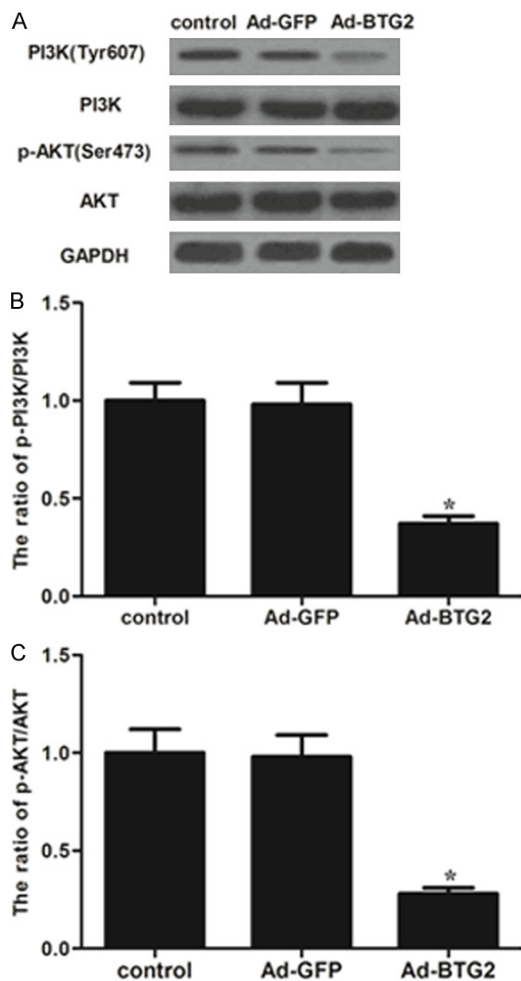 A
control Ad-GFP Ad-BTG2
PI3K(Tyr607)
PI3K
p-AKT(Ser473)
AKT
GAPDH
B
The ratio of p-PI3K/PI3K
1.5
1.0
0.5
0.0
*
control Ad-GFP Ad-BTG2
C
The ratio of p-AKT/AKT
1.5
1.0
0.5
0.0
*
control Ad-GFP Ad-BTG2